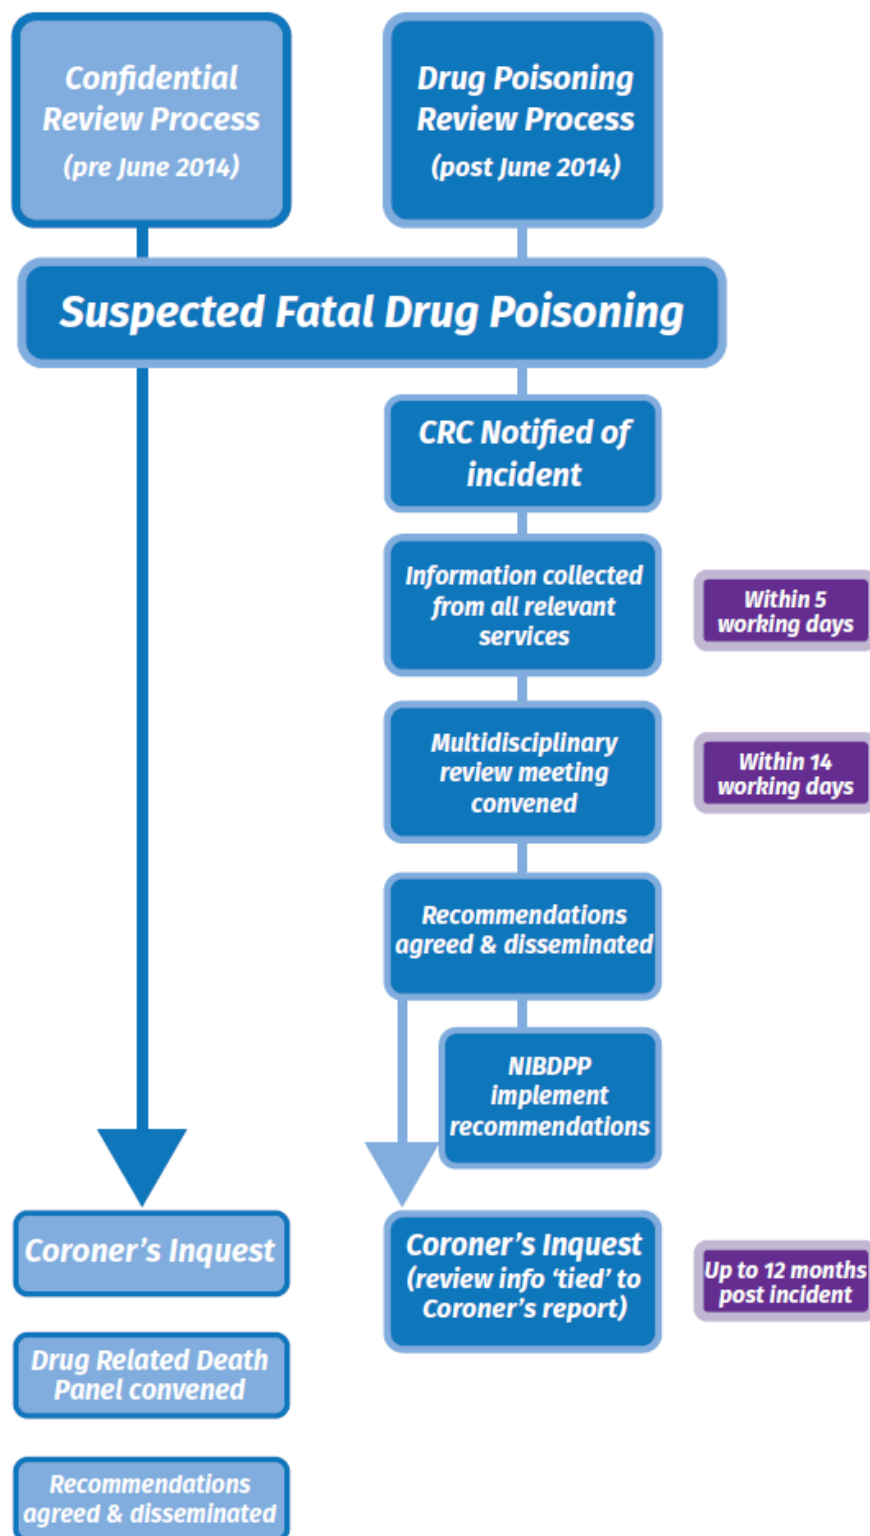 Confidential
Review Process
(pre June 2014)
Drug Poisoning
Review Process
(post June 2014)
Suspected Fatal Drug Poisoning
CRC Notified of
incident
Information collected
from all relevant
services
Within 5
working days
Multidisciplinary
review meeting
convened
Within 14
working days
Recommendations
agreed & disseminated
NIBDPP
implement
recommendations
Coroner’s Inquest
Coroner’s Inquest
(review info ‘tied’ to
Coroner’s report)
Up to 12 months
post incident
Drug Related Death
Panel convened
Recommendations
agreed & disseminated